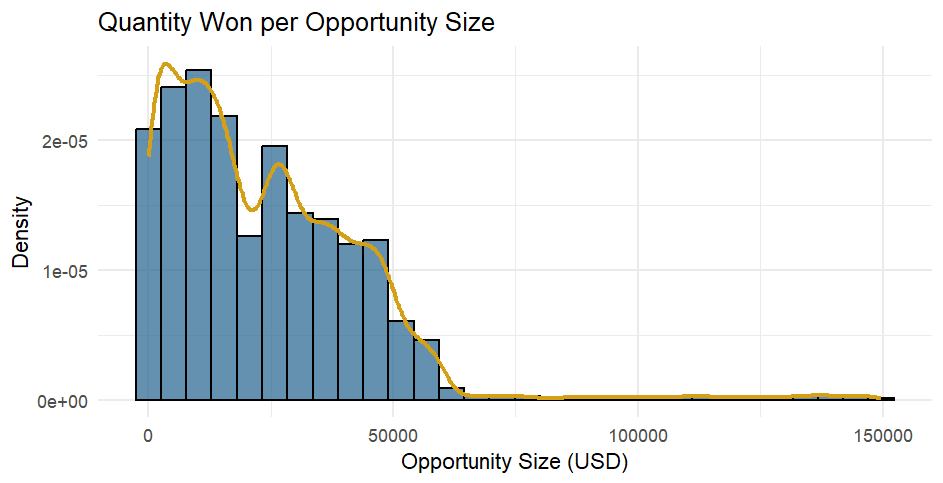 Quantity Won per Opportunity Size
Density
2e-05
1e-05
0e+00
0 50000 100000 150000
Opportunity Size (USD)